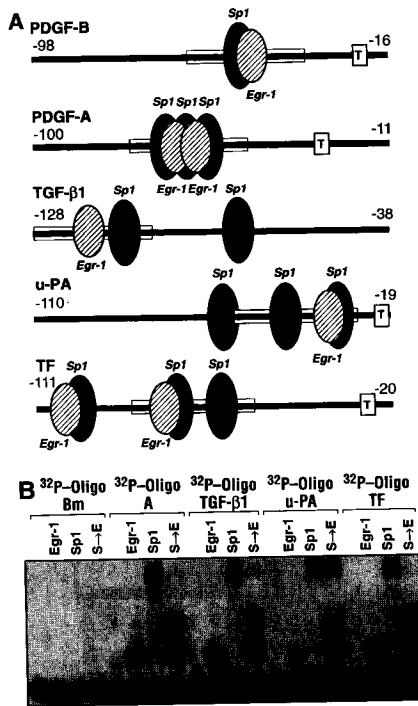 A
PDGF-B
Sp1
-98
-16
T
Egr-1
PDGF-A
Sp1 Sp1 Sp1
-100
-11
T
Egr-1 Egr-1
TGF-β1
Sp1
Sp1
-128
-38
Egr-1
u-PA
Sp1
Sp1
Sp1
-110
-19
T
Egr-1
TF
-111
Sp1
Sp1
Sp1
-20
T
Egr-1
Egr-1
B
³²P–Oligo Bm
³²P–Oligo A
³²P–Oligo TGF-β1
³²P–Oligo u-PA
³²P–Oligo TF
Egr-1 Sp1 S→E
Egr-1 Sp1 S→E
Egr-1 Sp1 S→E
Egr-1 Sp1 S→E
Egr-1 Sp1 S→E